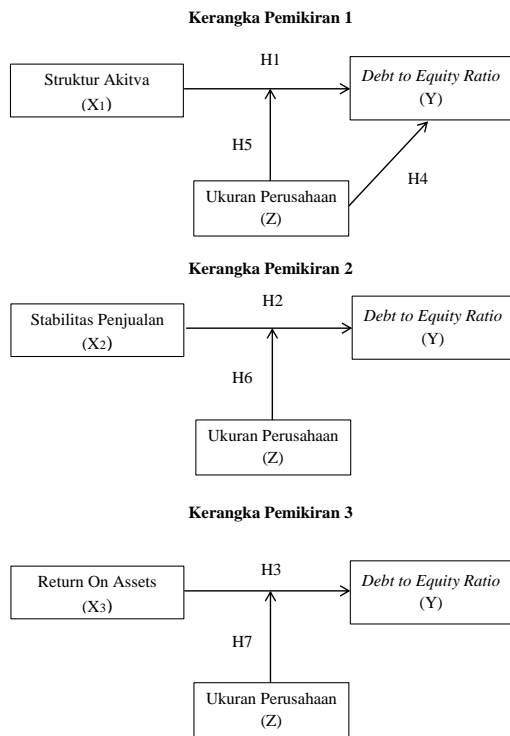 Kerangka Pemikiran 1
H1
Struktur Akitva
(X1)
Debt to Equity Ratio
(Y)
H5
H4
Ukuran Perusahaan
(Z)
Kerangka Pemikiran 2
H2
Stabilitas Penjualan
(X2)
Debt to Equity Ratio
(Y)
H6
Ukuran Perusahaan
(Z)
Kerangka Pemikiran 3
H3
Return On Assets
(X3)
Debt to Equity Ratio
(Y)
H7
Ukuran Perusahaan
(Z)